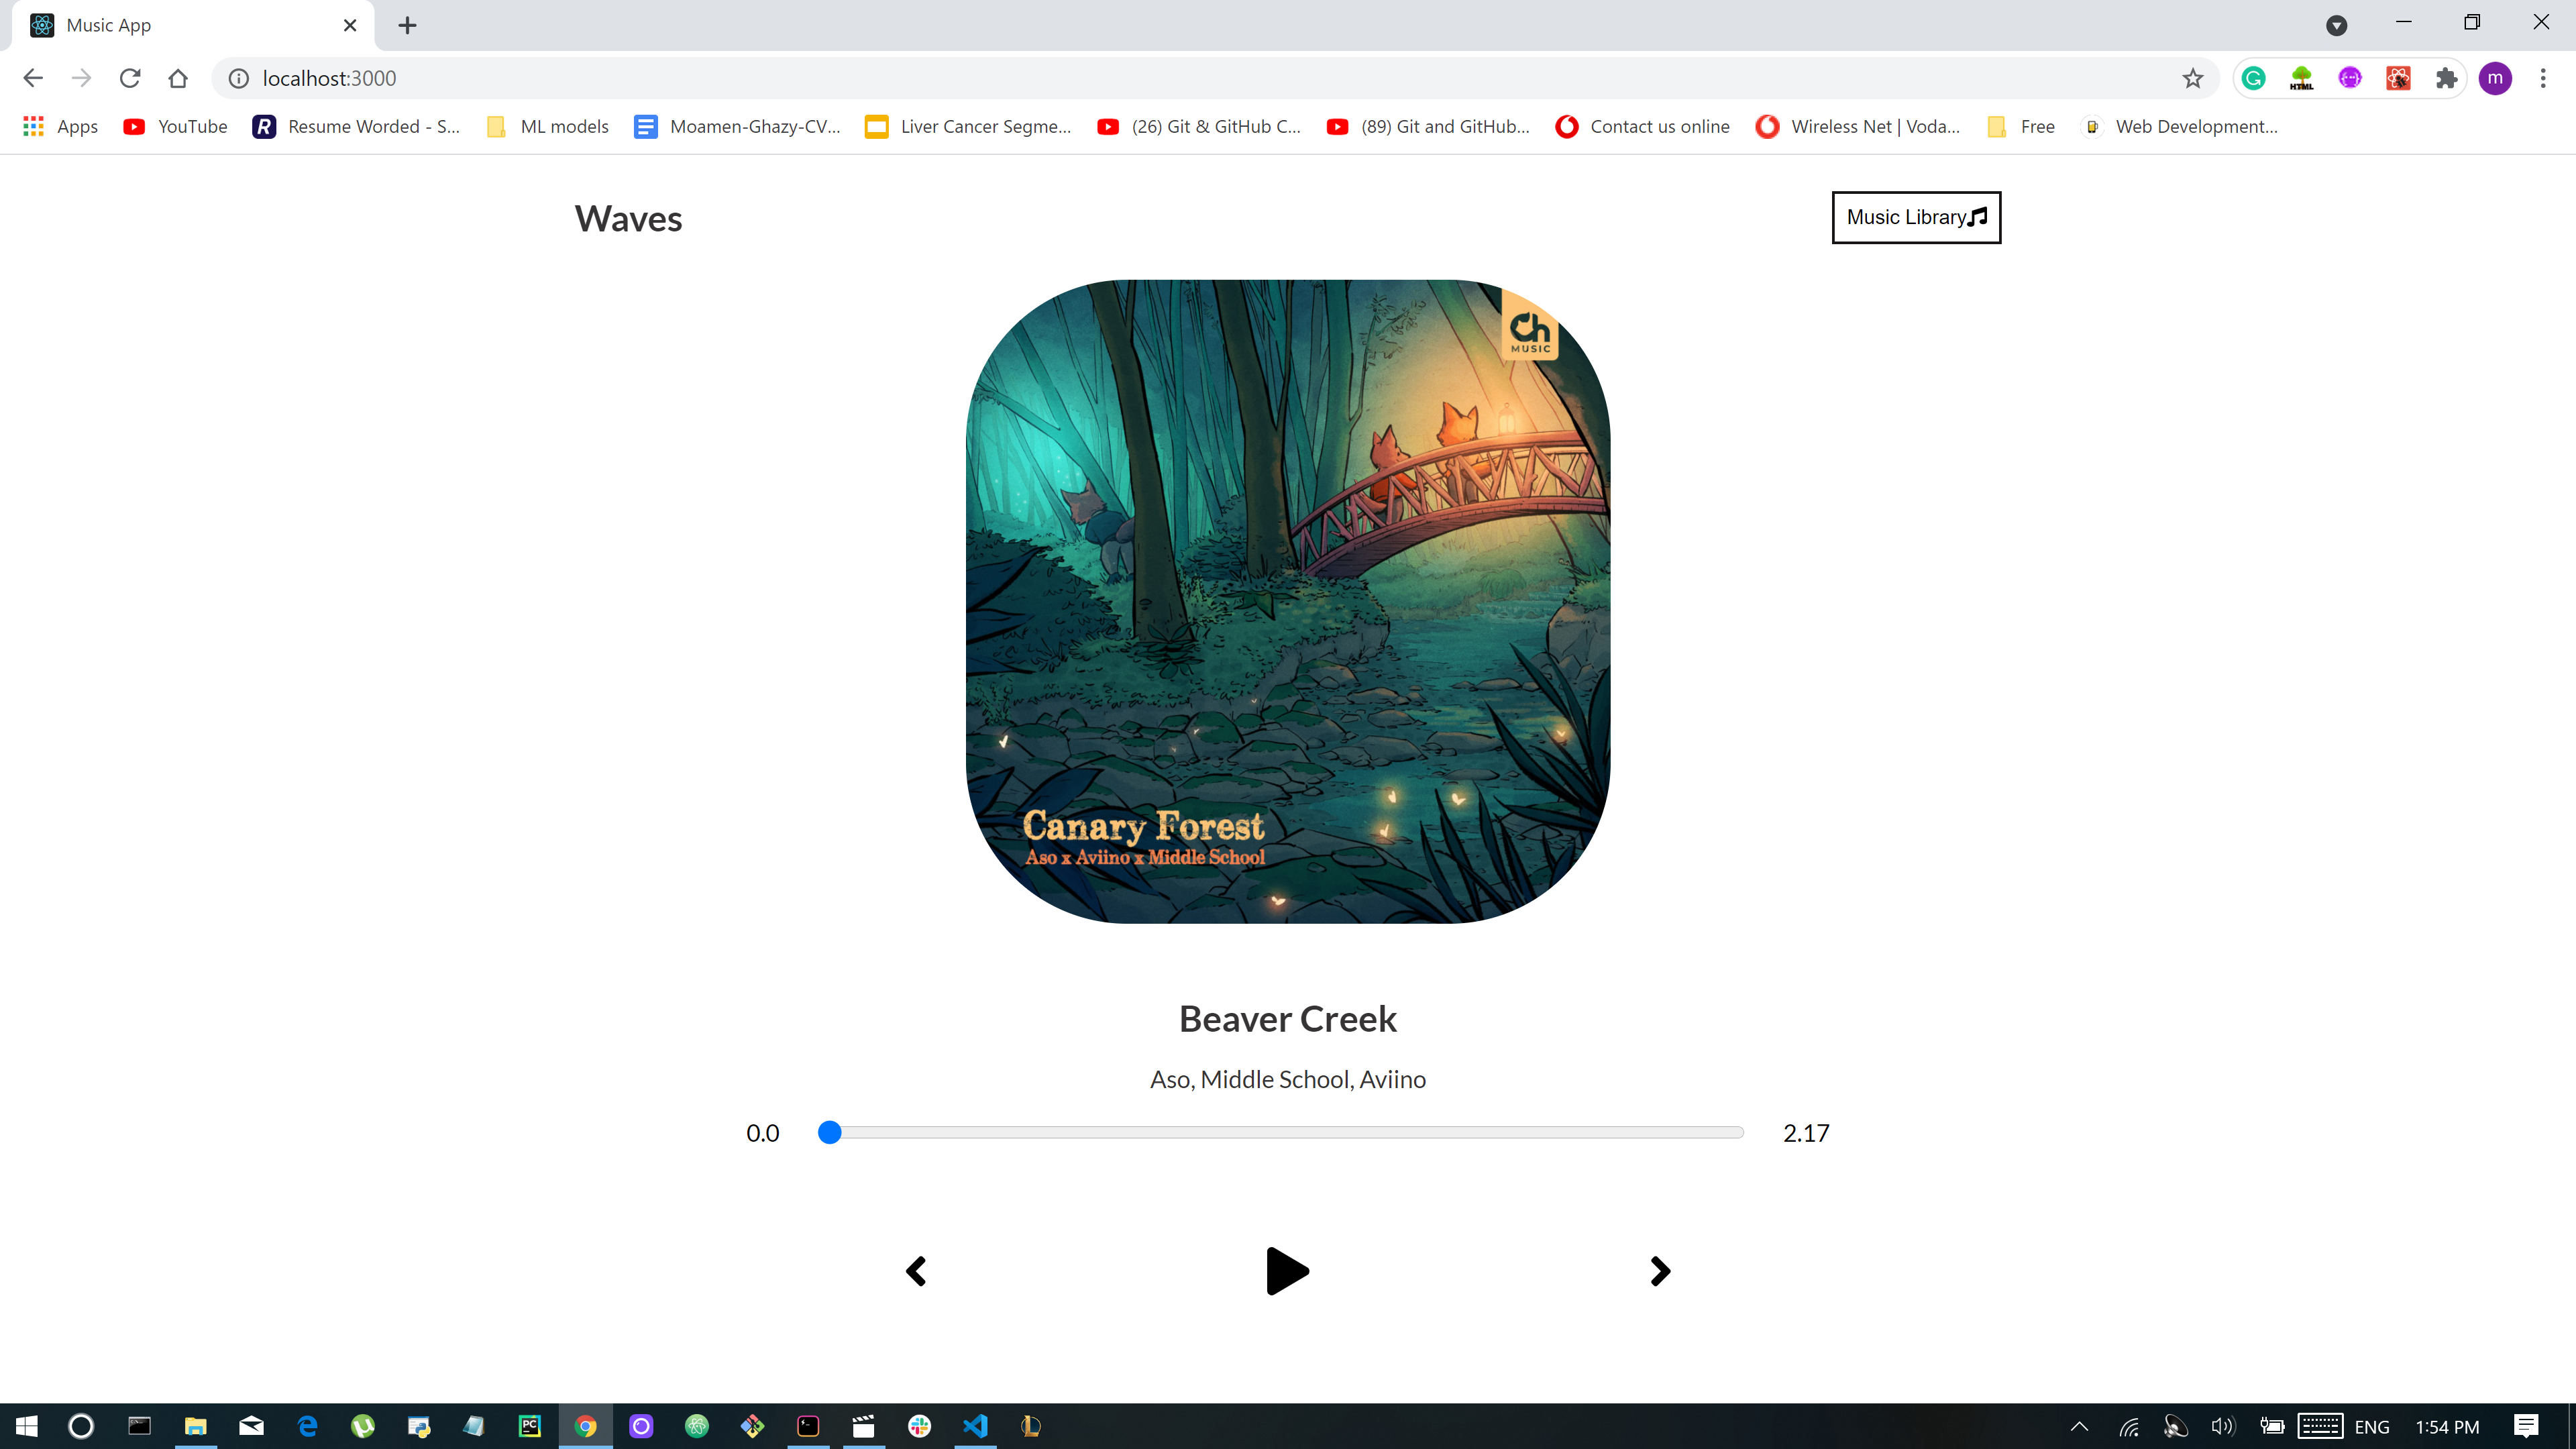 Music App
localhost:3000
Apps YouTube Resume Worded - S... ML models Moamen-Ghazy-CV... Liver Cancer Segme... (26) Git & GitHub C... (89) Git and GitHub... Contact us online Wireless Net | Voda... Free Web Development...
HTML
m
Waves
Music Library
Ch
MUSIC
Canary Forest
Aso x Aviino x Middle School
Beaver Creek
Aso, Middle School, Aviino
0.0 2.17
PC
ENG 1:54 PM